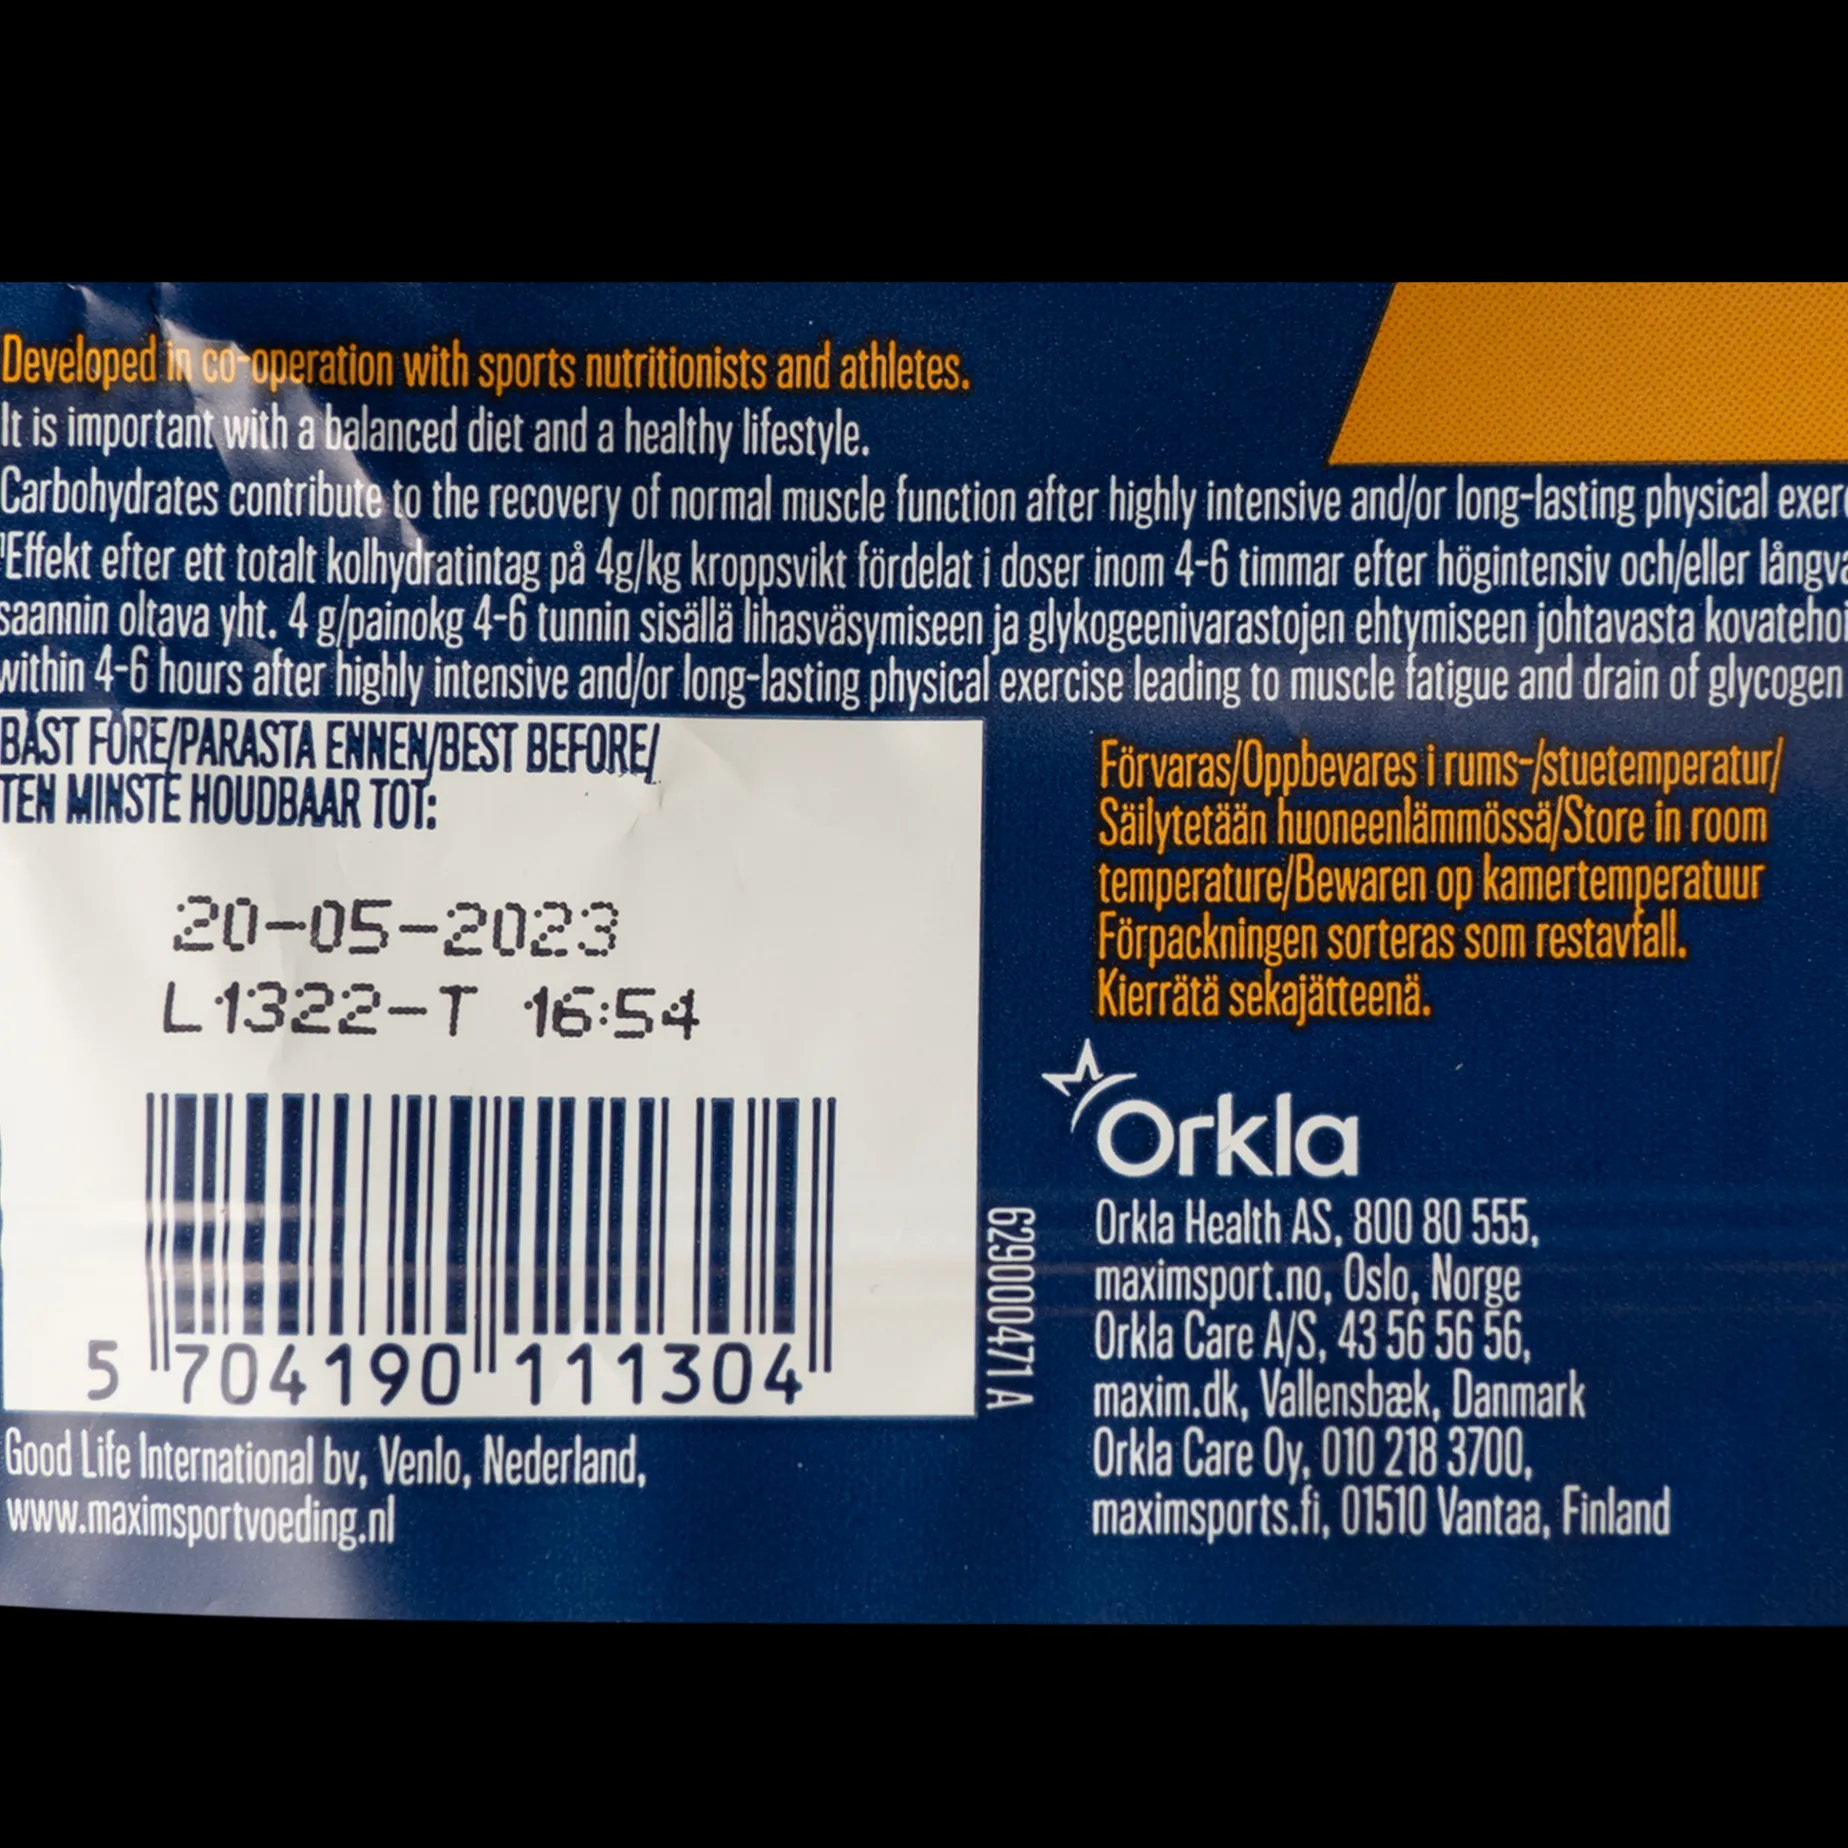 Developed in co-operation with sports nutritionists and athletes.
It is important with a balanced diet and a healthy lifestyle.
Carbohydrates contribute to the recovery of normal muscle function after highly intensive and/or long-lasting physical exer
¹Effekt efter ett totalt kolhydratintag på 4g/kg kroppsvikt fördelat i doser inom 4-6 timmar efter högintensiv och/eller långva
saannin oltava yht. 4 g/painokg 4-6 tunnin sisällä lihasväsymiseen ja glykogeenivarastojen ehtymiseen johtavasta kovateho
within 4-6 hours after highly intensive and/or long-lasting physical exercise leading to muscle fatigue and drain of glycogen
BÄST FÖRE/PARASTA ENNEN/BEST BEFORE/
TEN MINSTE HOUDBAAR TOT:
20-05-2023
L1322-T 16:54
5 704190 111304
Good Life International bv, Venlo, Nederland,
www.maximsportvoeding.nl
629000471 A
Förvaras/Oppbevares i rums-/stuetemperatur/
Säilytetään huoneenlämmössä/Store in room
temperature/Bewaren op kamertemperatuur
Förpackningen sorteras som restavfall.
Kierrätä sekajätteenä.
Orkla
Orkla Health AS, 800 80 555,
maximsport.no, Oslo, Norge
Orkla Care A/S, 43 56 56 56,
maxim.dk, Vallensbæk, Danmark
Orkla Care Oy, 010 218 3700,
maximsports.fi, 01510 Vantaa, Finland